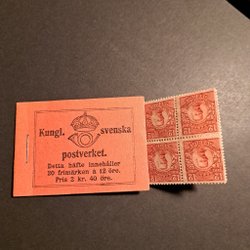 Kungl. svenska
postverket.
Detta häfte innehåller
20 frimärken à 12 öre.
Pris 2 kr. 40 öre.